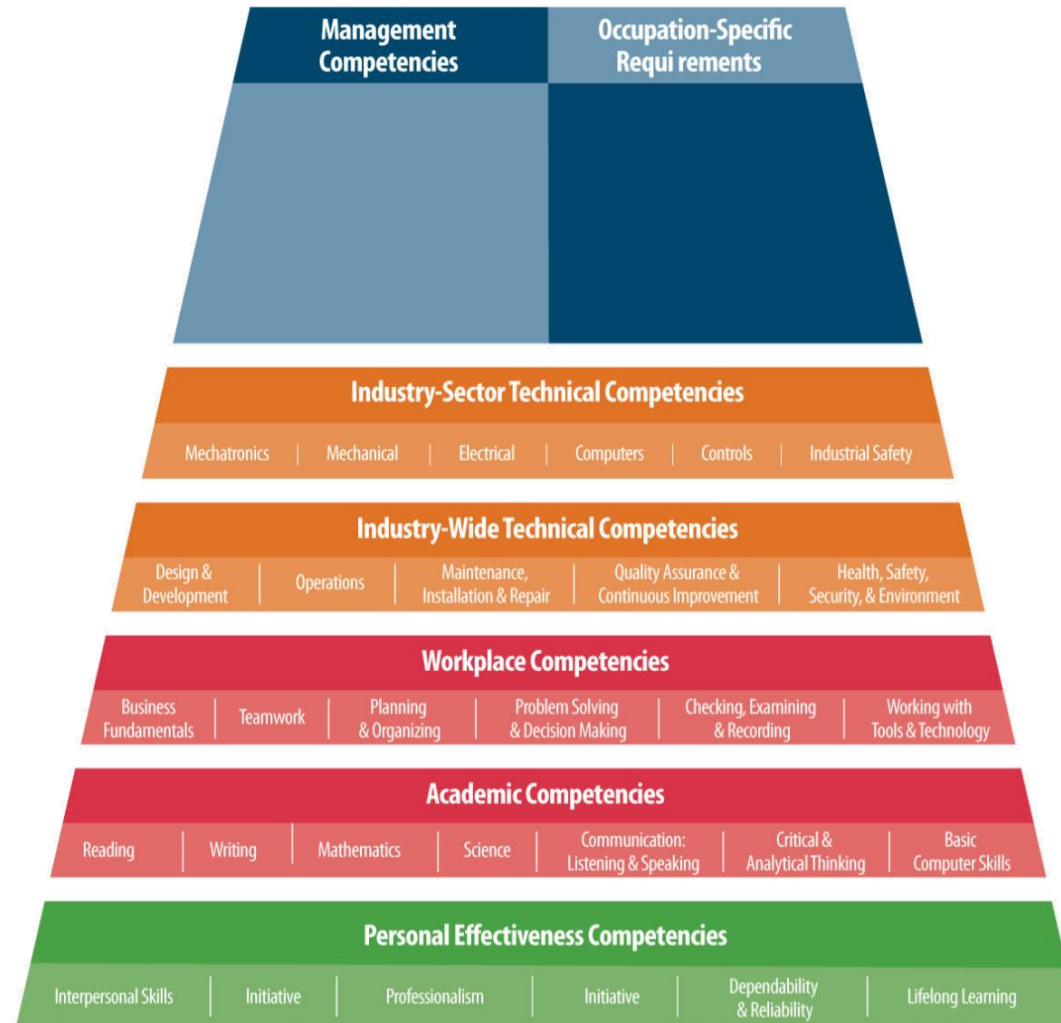 Management
Competencies
Occupation-Specific
Requi rements
Industry-Sector Technical Competencies
Mechatronics
Mechanical
Electrical
Computers
Controls
Industrial Safety
Industry-Wide Technical Competencies
Design &
Development
Operations
Maintenance,
Installation & Repair
Quality Assurance &
Continuous Improvement
Health, Safety,
Security, & Environment
Workplace Competencies
Business
Fundamentals
Teamwork
Planning
& Organizing
Problem Solving
& Decision Making
Checking, Examining
& Recording
Working with
Tools & Technology
Academic Competencies
Reading
Writing
Mathematics
Science
Communication:
Listening & Speaking
Critical &
Analytical Thinking
Basic
Computer Skills
Personal Effectiveness Competencies
Interpersonal Skills
Initiative
Professionalism
Initiative
Dependability
& Reliability
Lifelong Learning